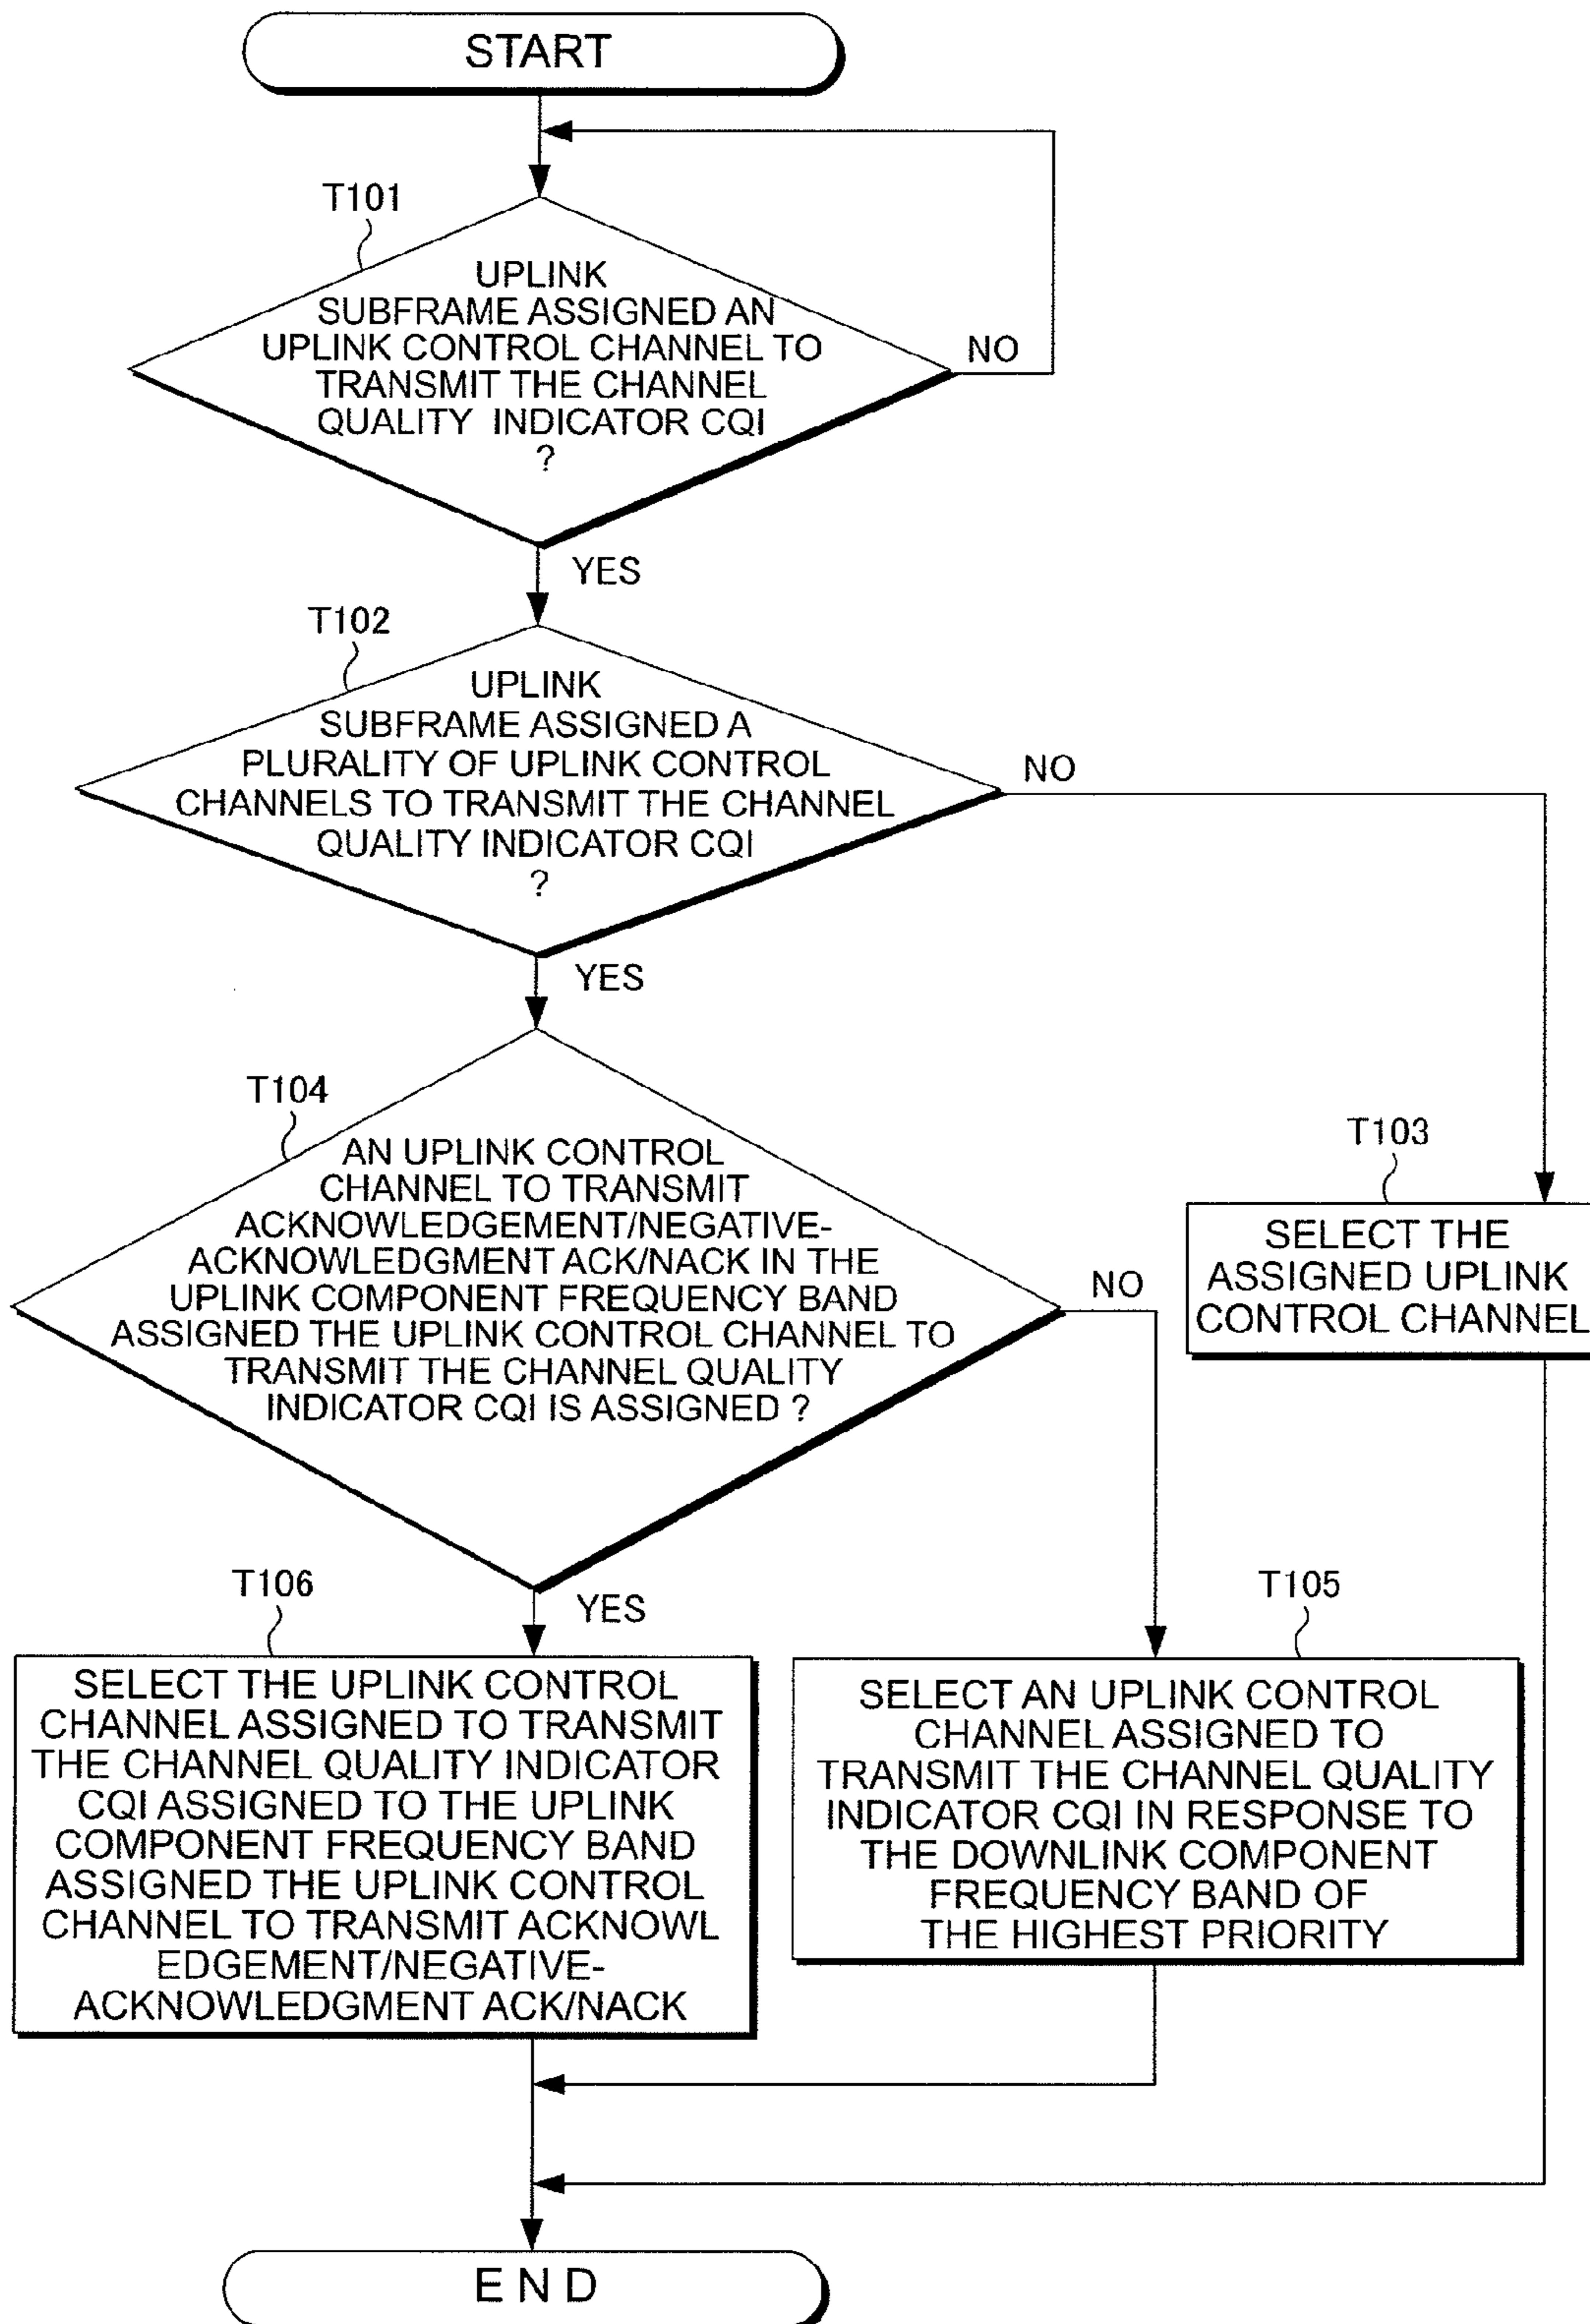 START
T101
UPLINK
SUBFRAME ASSIGNED AN
UPLINK CONTROL CHANNEL TO
TRANSMIT THE CHANNEL
QUALITY INDICATOR CQI
?
NO
YES
T102
UPLINK
SUBFRAME ASSIGNED A
PLURALITY OF UPLINK CONTROL
CHANNELS TO TRANSMIT THE CHANNEL
QUALITY INDICATOR CQI
?
NO
YES
T104
AN UPLINK CONTROL
CHANNEL TO TRANSMIT
ACKNOWLEDGEMENT/NEGATIVE-
ACKNOWLEDGMENT ACK/NACK IN THE
UPLINK COMPONENT FREQUENCY BAND
ASSIGNED THE UPLINK CONTROL CHANNEL TO
TRANSMIT THE CHANNEL QUALITY
INDICATOR CQI IS ASSIGNED ?
NO
YES
T103
SELECT THE
ASSIGNED UPLINK
CONTROL CHANNEL
T106
SELECT THE UPLINK CONTROL
CHANNEL ASSIGNED TO TRANSMIT
THE CHANNEL QUALITY INDICATOR
CQI ASSIGNED TO THE UPLINK
COMPONENT FREQUENCY BAND
ASSIGNED THE UPLINK CONTROL
CHANNEL TO TRANSMIT ACKNOWL
EDGEMENT/NEGATIVE-
ACKNOWLEDGMENT ACK/NACK
T105
SELECT AN UPLINK CONTROL
CHANNEL ASSIGNED TO
TRANSMIT THE CHANNEL QUALITY
INDICATOR CQI IN RESPONSE TO
THE DOWNLINK COMPONENT
FREQUENCY BAND OF
THE HIGHEST PRIORITY
E N D